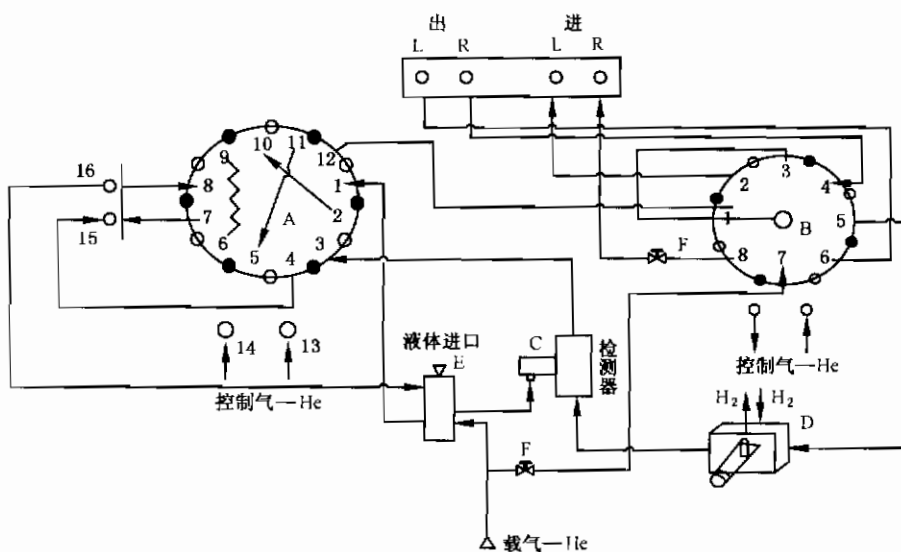 出 进
L R L R
9 10 11 12
16 8 1
15 7 A 2
6 5 4 3
2 3 4
1 B 5
8 7 6
F
14 13
控制气—He
液体进口
E
C
检测器
控制气—He
H₂ H₂
D
F
载气—He